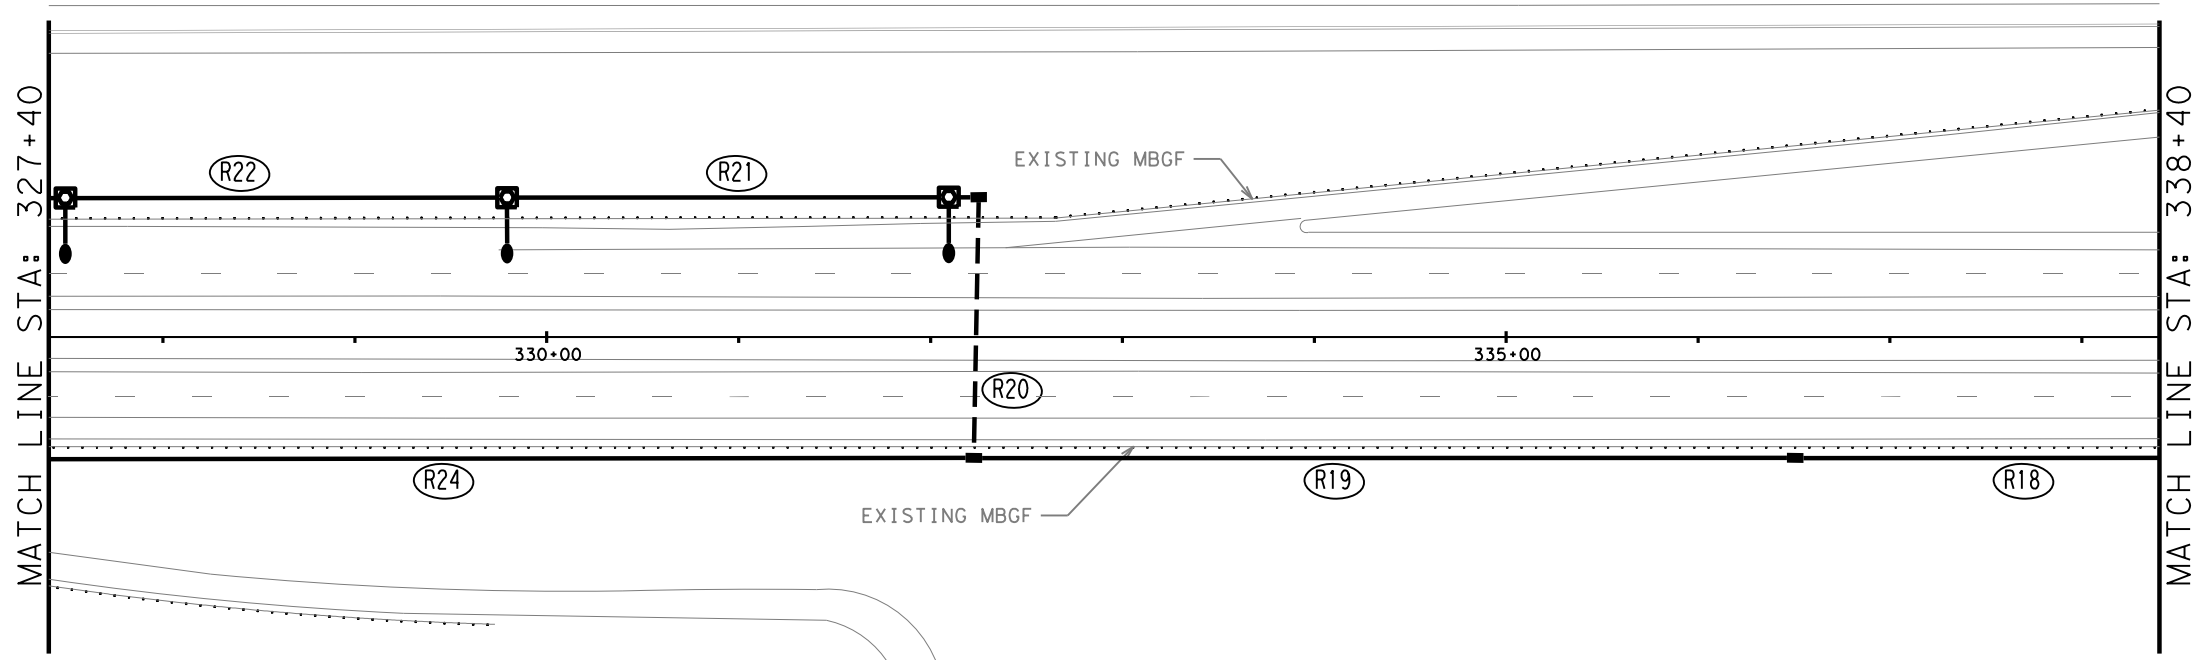 MATCH LINE STA: 327+40
R22
R21
EXISTING MBGF
330+00
335+00
R20
R24
R19
R18
EXISTING MBGF
MATCH LINE STA: 338+40